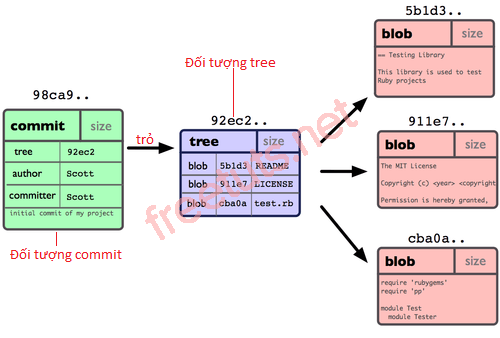 98ca9..
commit size
tree 92ec2
author Scott
committer Scott
initial commit of my project
Đối tượng commit
trỏ
Đối tượng tree
92ec2..
tree size
blob 5b1d3 README
blob 911e7 LICENSE
blob cba0a test.rb
5b1d3..
blob size
== Testing Library
This library is used to test
Ruby projects
911e7..
blob size
The MIT License
Copyright (c) <year> <copyright
Permission is hereby granted,
cba0a..
blob size
require 'rubygems'
require 'pp'
module Test
module Tester
freetuts.net